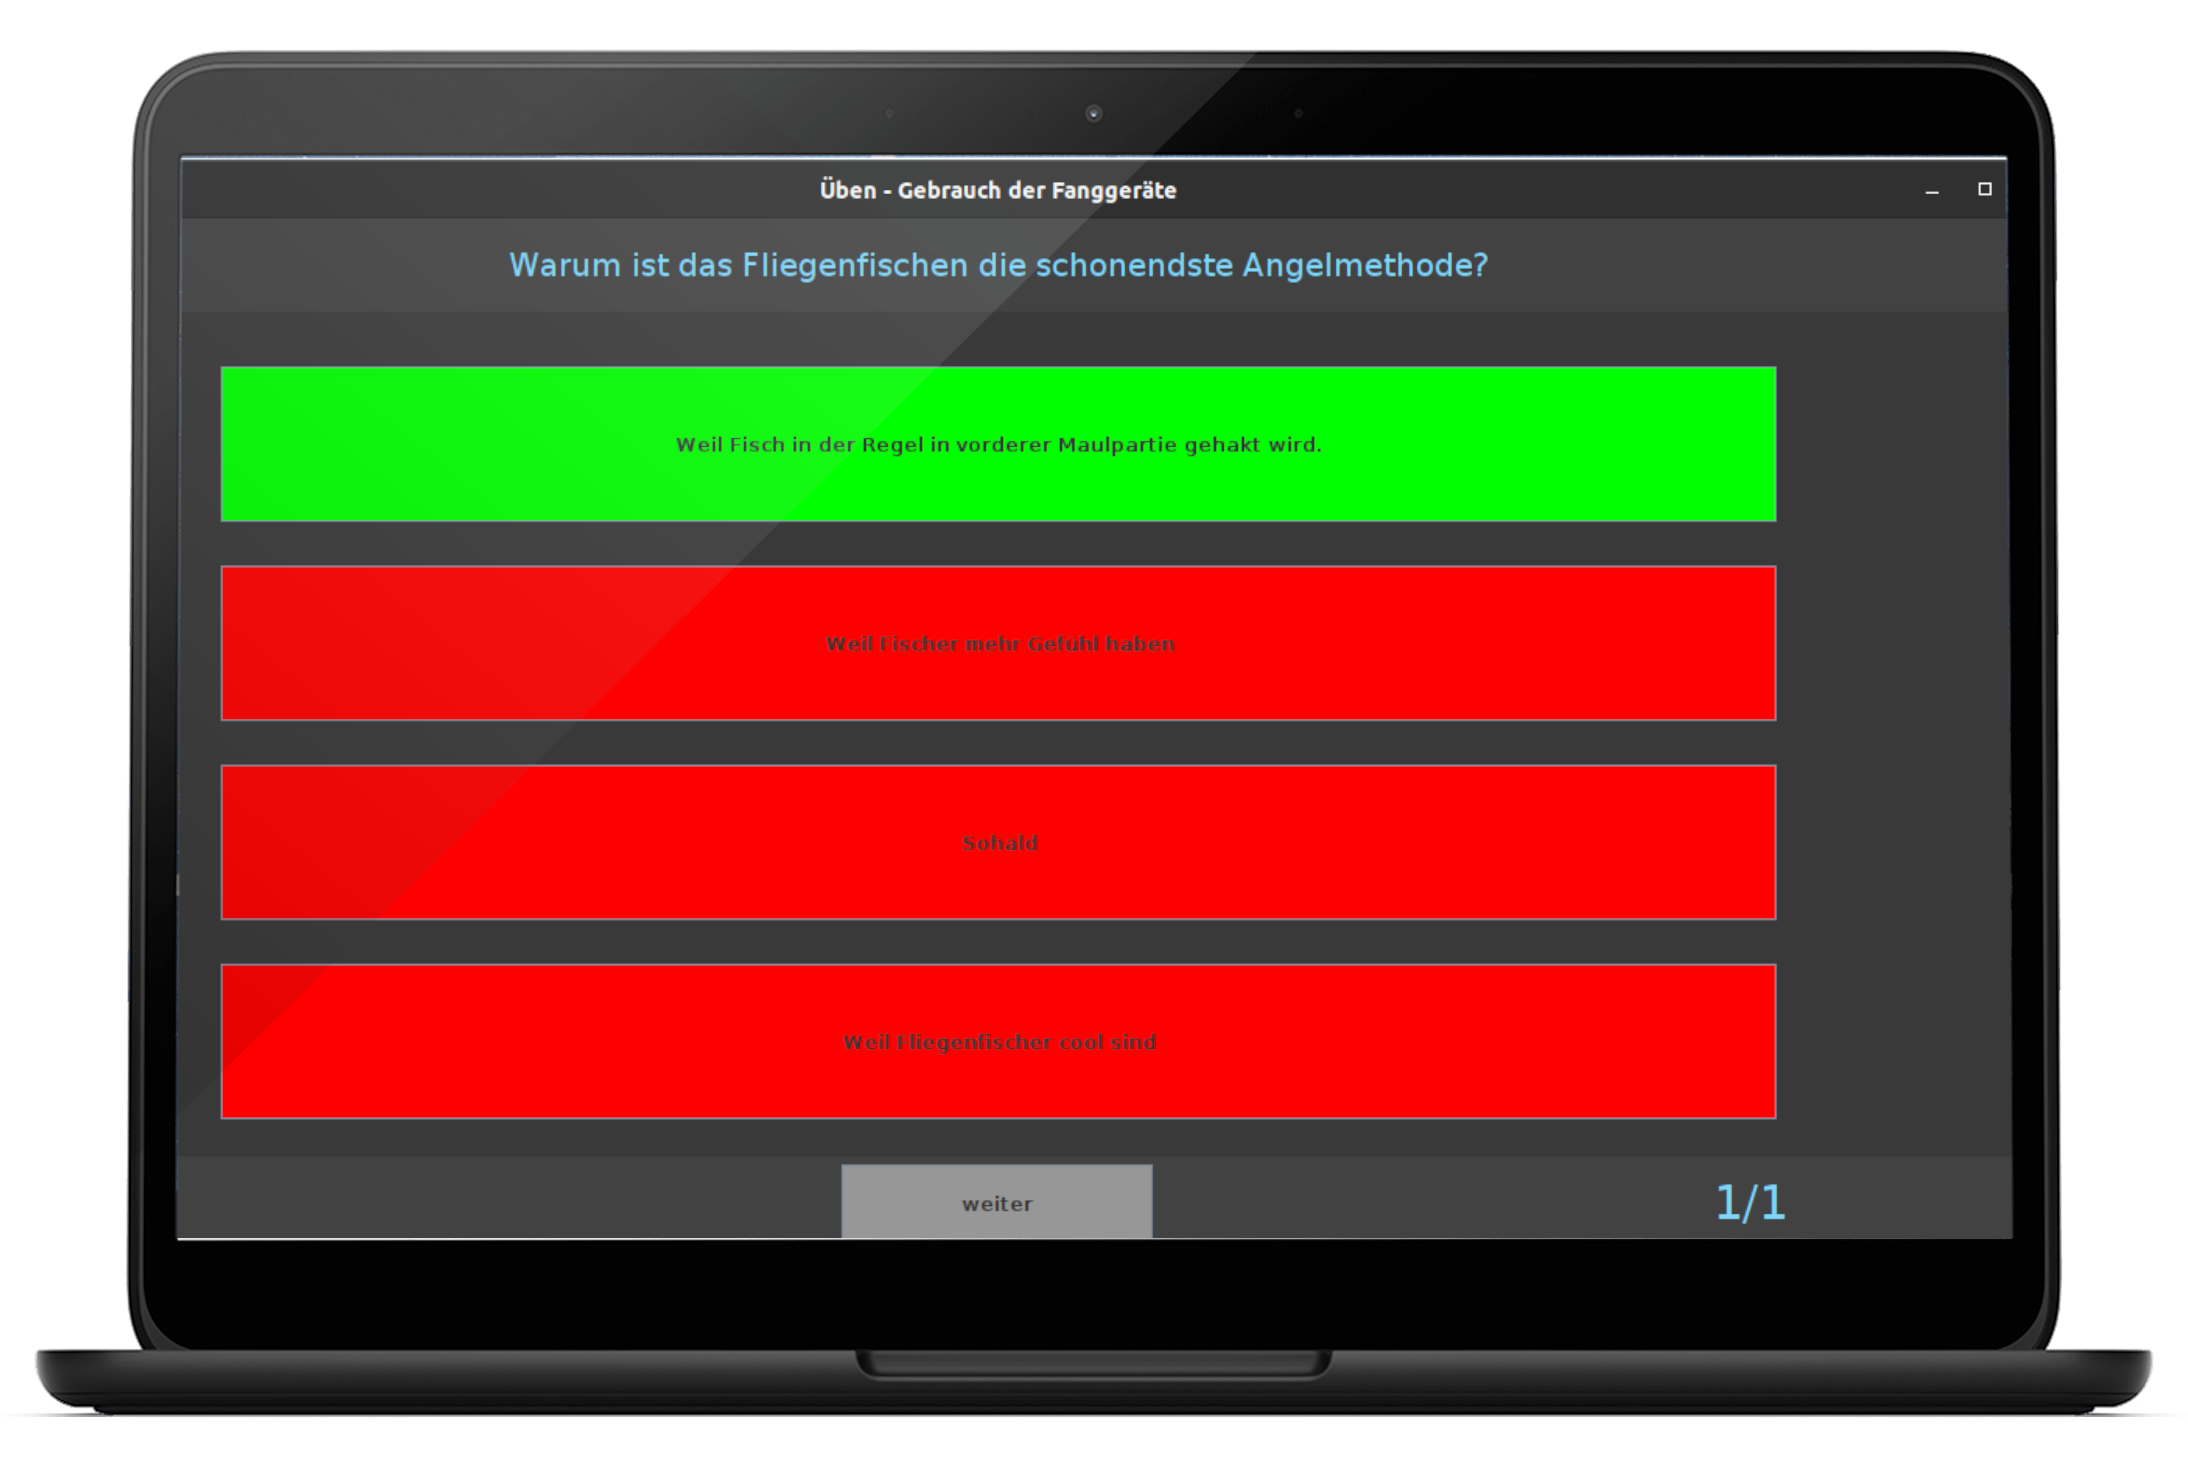 Üben - Gebrauch der Fanggeräte
Warum ist das Fliegenfischen die schonendste Angelmethode?
Weil Fisch in der Regel in vorderer Maulpartie gehakt wird.
Weil Fischer mehr Gefühl haben
Sohald
Weil Fliegenfischer cool sind
weiter
1/1